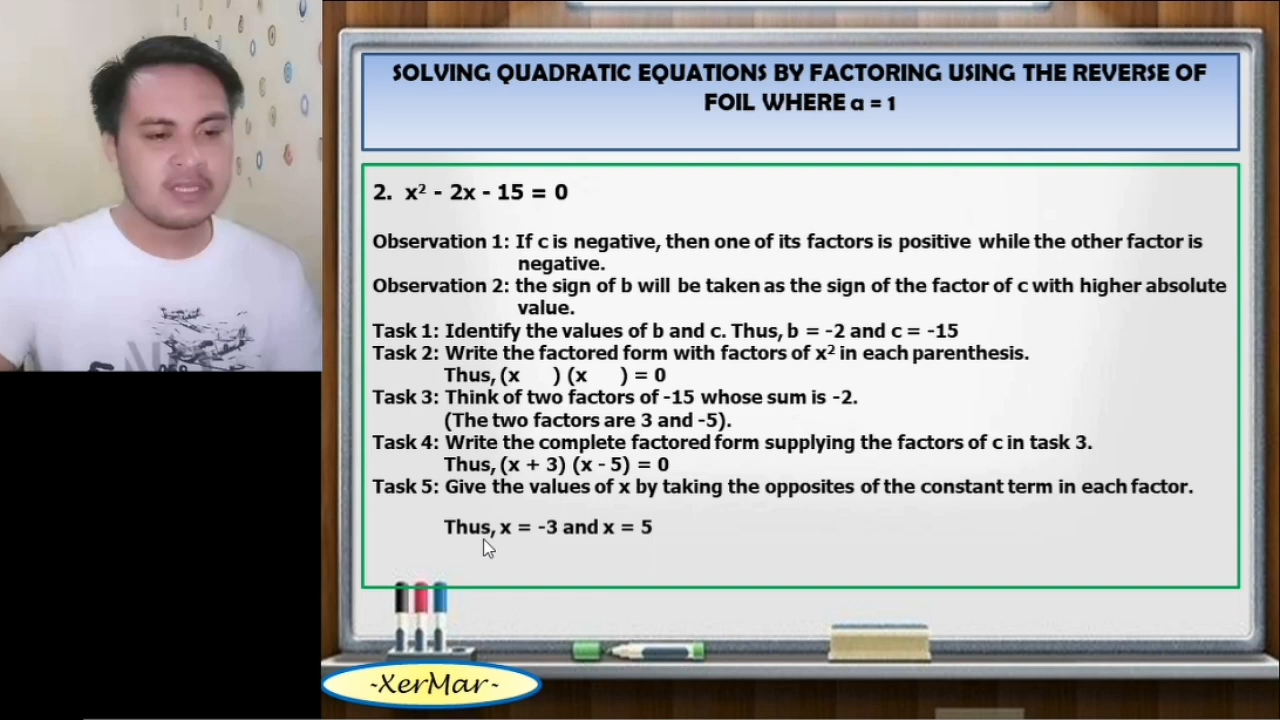 SOLVING QUADRATIC EQUATIONS BY FACTORING USING THE REVERSE OF
FOIL WHERE a = 1
2. x² - 2x - 15 = 0
Observation 1: If c is negative, then one of its factors is positive while the other factor is
negative.
Observation 2: the sign of b will be taken as the sign of the factor of c with higher absolute
value.
Task 1: Identify the values of b and c. Thus, b = -2 and c = -15
Task 2: Write the factored form with factors of x² in each parenthesis.
Thus, (x     ) (x     ) = 0
Task 3: Think of two factors of -15 whose sum is -2.
(The two factors are 3 and -5).
Task 4: Write the complete factored form supplying the factors of c in task 3.
Thus, (x + 3) (x - 5) = 0
Task 5: Give the values of x by taking the opposites of the constant term in each factor.
Thus, x = -3 and x = 5
-XerMar-